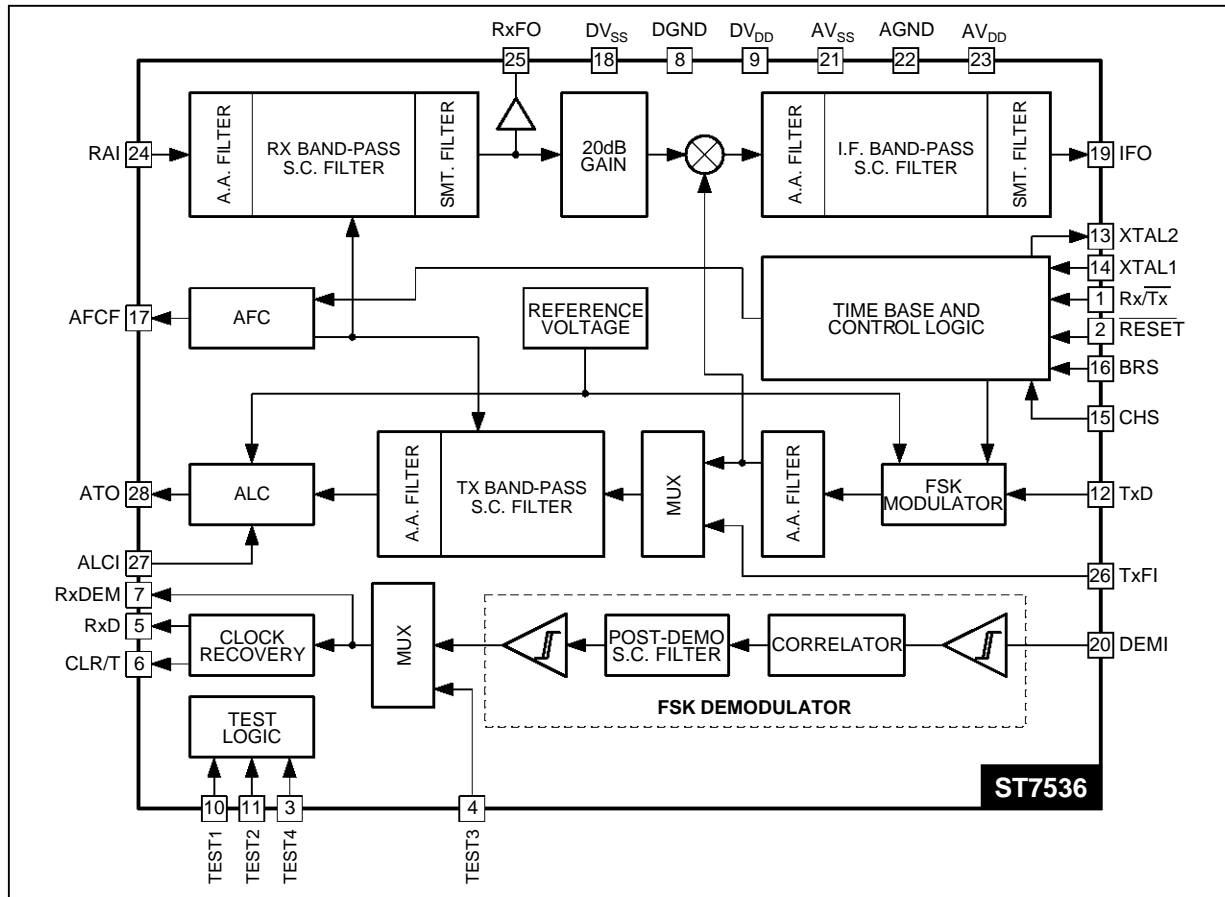 RxFO DVSS DGND DVDD AVSS AGND AVDD
25 18 8 9 21 22 23
RAI 24
A.A. FILTER
RX BAND-PASS
S.C. FILTER
SMT. FILTER
20dB
GAIN
A.A. FILTER
I.F. BAND-PASS
S.C. FILTER
SMT. FILTER
19 IFO
13 XTAL2
14 XTAL1
1 Rx/Tx
2 RESET
16 BRS
15 CHS
AFCF 17
AFC
REFERENCE
VOLTAGE
TIME BASE AND
CONTROL LOGIC
ATO 28
ALC
A.A. FILTER
TX BAND-PASS
S.C. FILTER
MUX
A.A. FILTER
FSK
MODULATOR
12 TxD
ALCI 27
26 TxFI
RxDEM 7
RxD 5
CLR/T 6
CLOCK
RECOVERY
MUX
POST-DEMO
S.C. FILTER
CORRELATOR
20 DEMI
FSK DEMODULATOR
TEST
LOGIC
ST7536
10 11 3 4
TEST1
TEST2
TEST4
TEST3